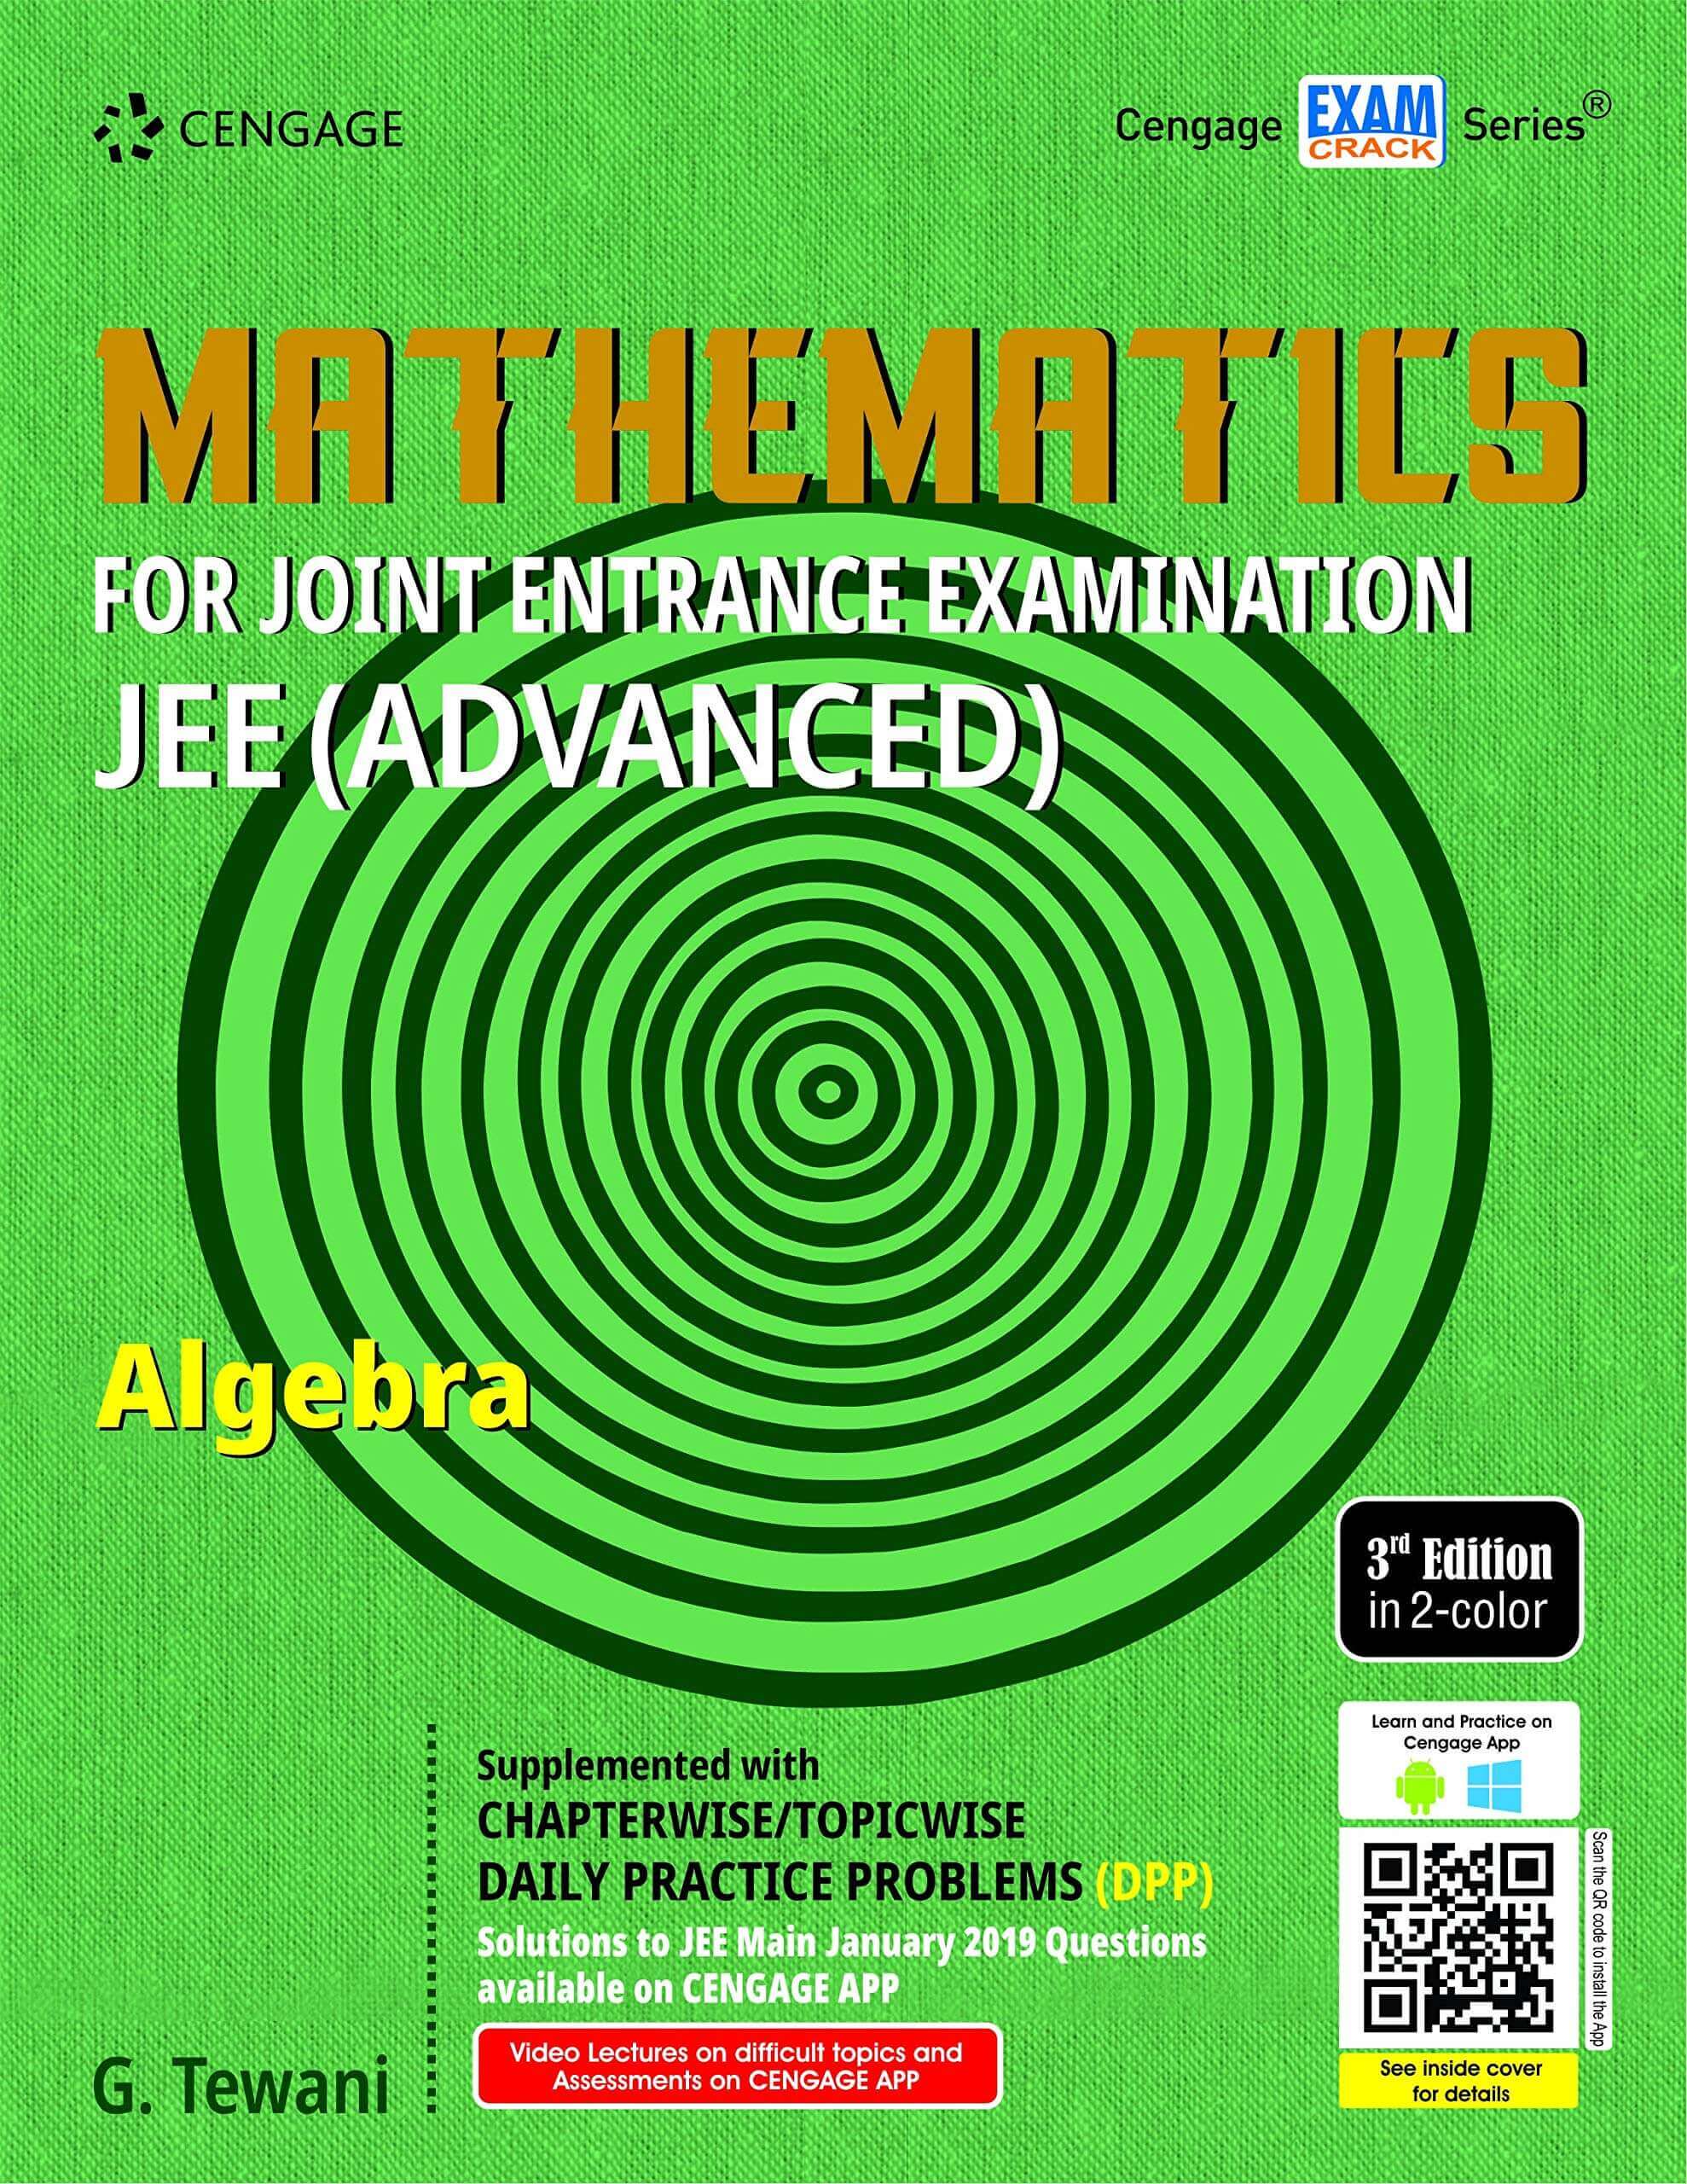 CENGAGE
Cengage EXAM CRACK Series®
MATHEMATICS
FOR JOINT ENTRANCE EXAMINATION
JEE (ADVANCED)
Algebra
3rd Edition
in 2-color
Learn and Practice on
Cengage App
Scan the QR code to install the App
See inside cover
for details
Supplemented with
CHAPTERWISE/TOPICWISE
DAILY PRACTICE PROBLEMS (DPP)
Solutions to JEE Main January 2019 Questions
available on CENGAGE APP
Video Lectures on difficult topics and
Assessments on CENGAGE APP
G. Tewani